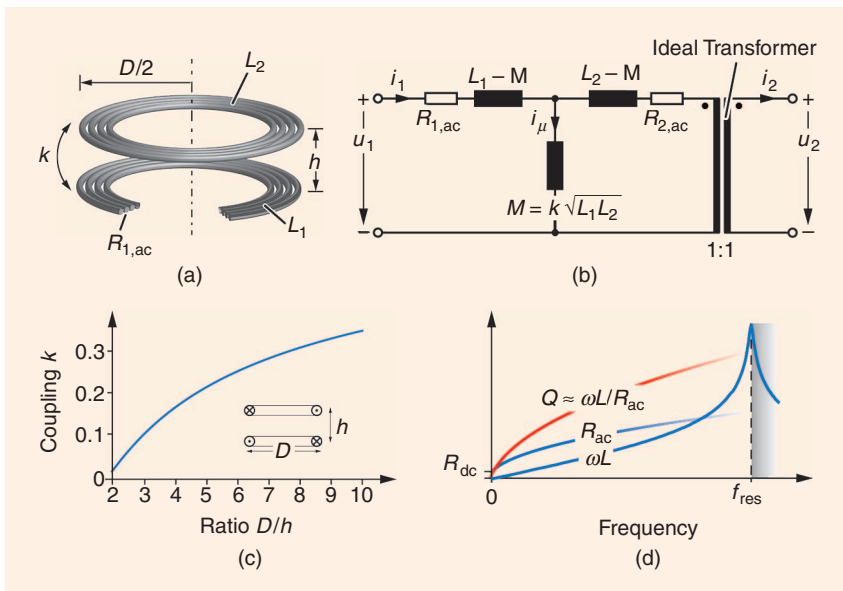 D/2
L2
k
h
L1
R1,ac
(a)
Ideal Transformer
i1
L1 – M
L2 – M
i2
+
+
R1,ac
iμ
R2,ac
u1
u2
M = k √L1L2
–
–
1:1
(b)
Coupling k
0.3
0.2
0.1
0
2 3 4 5 6 7 8 9 10
h
D
Ratio D/h
(c)
Q ≈ ωL/Rac
Rac
ωL
Rdc
0
fres
Frequency
(d)